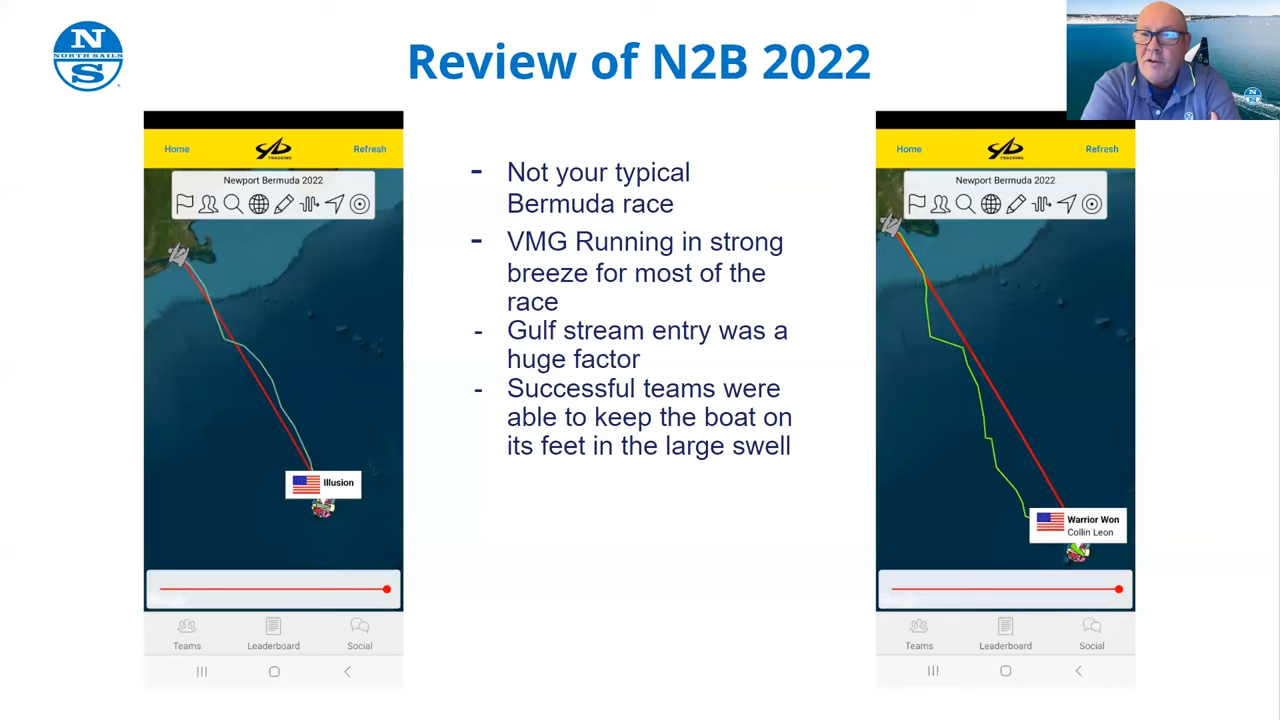 N
NORTH SAILS
S
Review of N2B 2022
Home
TRACKING
Refresh
Newport Bermuda 2022
Illusion
Teams
Leaderboard
Social
- Not your typical
Bermuda race
- VMG Running in strong
breeze for most of the
race
- Gulf stream entry was a
huge factor
- Successful teams were
able to keep the boat on
its feet in the large swell
Home
TRACKING
Refresh
Newport Bermuda 2022
Warrior Won
Collin Leon
Teams
Leaderboard
Social